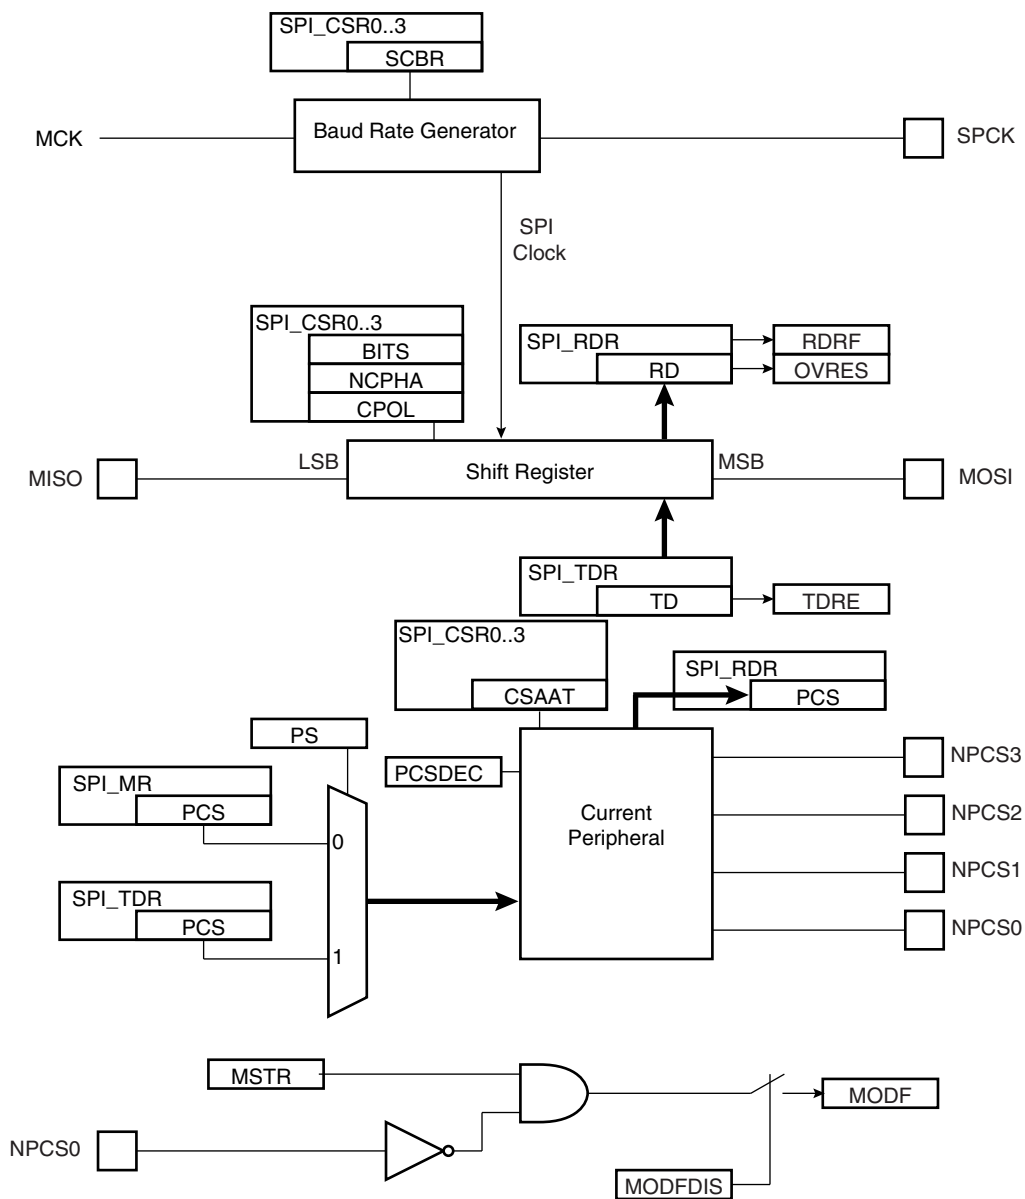 SPI_CSR0..3
SCBR
MCK
Baud Rate Generator
SPCK
SPI
Clock
SPI_CSR0..3
BITS
NCPHA
CPOL
SPI_RDR
RD
RDRF
OVRES
MISO
LSB
Shift Register
MSB
MOSI
SPI_TDR
TD
TDRE
SPI_CSR0..3
CSAAT
SPI_RDR
PCS
PS
PCSDEC
Current
Peripheral
NPCS3
NPCS2
NPCS1
NPCS0
SPI_MR
PCS
0
SPI_TDR
PCS
1
MSTR
MODF
NPCS0
MODFDIS